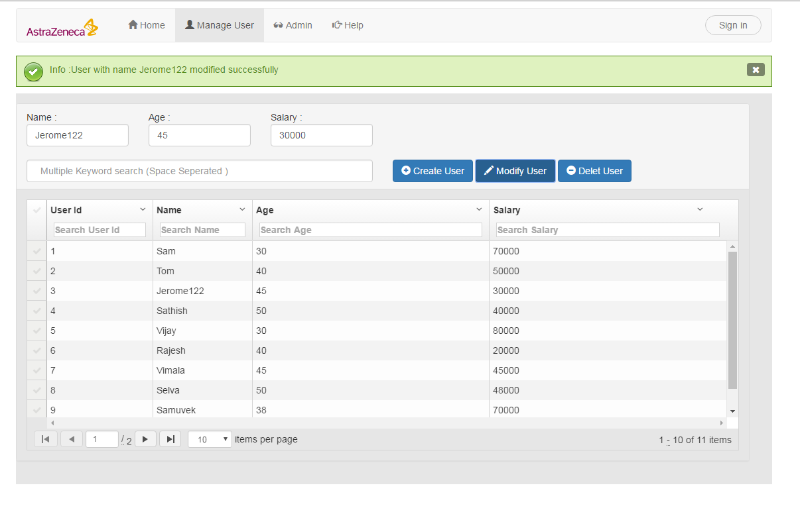 AstraZeneca Home Manage User Admin Help Sign in
Info :User with name Jerome122 modified successfully
Name : Age : Salary :
Jerome122 45 30000
Multiple Keyword search (Space Seperated ) Create User Modify User Delet User
User Id Name Age Salary
Search User Id Search Name Search Age Search Salary
1 Sam 30 70000
2 Tom 40 50000
3 Jerome122 45 30000
4 Sathish 50 40000
5 Vijay 30 80000
6 Rajesh 40 20000
7 Vimala 45 45000
8 Selva 50 48000
9 Samuvek 38 70000
1 / 2 10 items per page 1 - 10 of 11 items